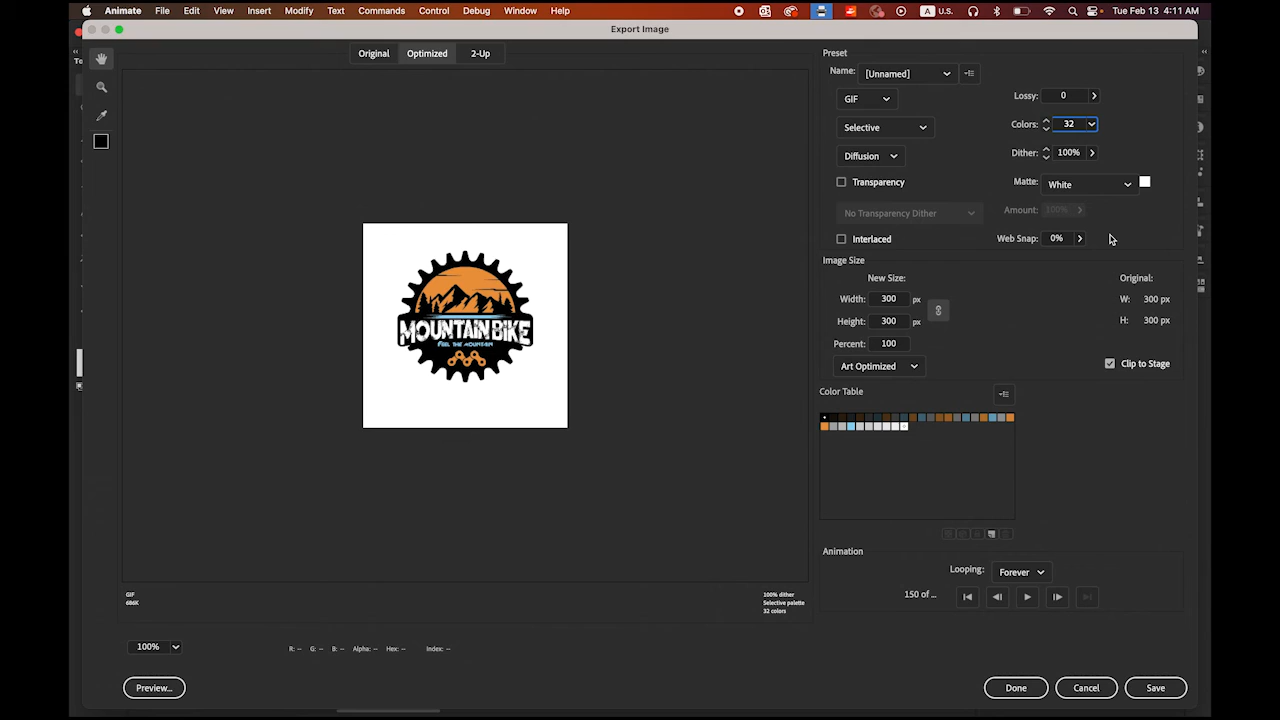 Animate File Edit View Insert Modify Text Commands Control Debug Window Help A U.S. Tue Feb 13 4:11 AM
Export Image
Original Optimized 2-Up
Preset
Name: [Unnamed]
GIF Lossy: 0
Selective Colors: 32
Diffusion Dither: 100%
Transparency Matte: White
No Transparency Dither Amount: 100%
Interlaced Web Snap: 0%
Image Size
New Size: Original:
Width: 300 px W: 300 px
Height: 300 px H: 300 px
Percent: 100
Art Optimized Clip to Stage
MOUNTAIN BIKE
FEEL THE MOUNTAIN
Color Table
Animation
Looping: Forever
150 of ...
GIF
686K
100% dither
Selective palette
32 colors
100% R: -- G: -- B: -- Alpha: -- Hex: -- Index: --
Preview... Done Cancel Save